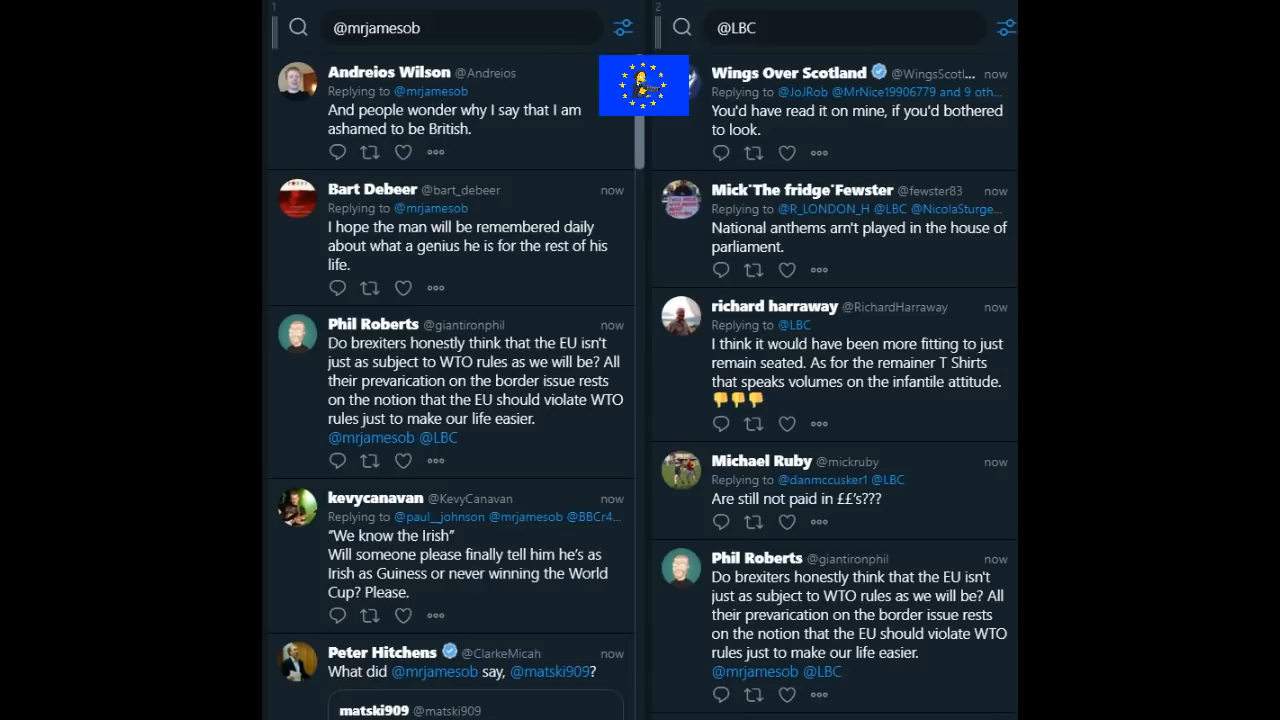 1
@mrjamesob
Andreios Wilson @Andreios
Replying to @mrjamesob
And people wonder why I say that I am
ashamed to be British.
Bart Debeer @bart_debeer now
Replying to @mrjamesob
I hope the man will be remembered daily
about what a genius he is for the rest of his
life.
Phil Roberts @giantironphil now
Do brexiters honestly think that the EU isn't
just as subject to WTO rules as we will be? All
their prevarication on the border issue rests
on the notion that the EU should violate WTO
rules just to make our life easier.
@mrjamesob @LBC
kevycanavan @KevyCanavan now
Replying to @paul__johnson @mrjamesob @BBCr4...
“We know the Irish”
Will someone please finally tell him he’s as
Irish as Guiness or never winning the World
Cup? Please.
Peter Hitchens @ClarkeMicah now
What did @mrjamesob say, @matski909?
matski909 @matski909
2
@LBC
Wings Over Scotland @WingsScotl... now
Replying to @JoJRob @MrNice19906779 and 9 oth...
You'd have read it on mine, if you'd bothered
to look.
Mick*The fridge*Fewster @fewster83 now
Replying to @R_LONDON_H @LBC @NicolaSturge...
National anthems arn't played in the house of
parliament.
richard harraway @RichardHarraway now
Replying to @LBC
I think it would have been more fitting to just
remain seated. As for the remainer T Shirts
that speaks volumes on the infantile attitude.
👎👎👎
Michael Ruby @mickruby now
Replying to @danmccusker1 @LBC
Are still not paid in ££’s???
Phil Roberts @giantironphil now
Do brexiters honestly think that the EU isn't
just as subject to WTO rules as we will be? All
their prevarication on the border issue rests
on the notion that the EU should violate WTO
rules just to make our life easier.
@mrjamesob @LBC